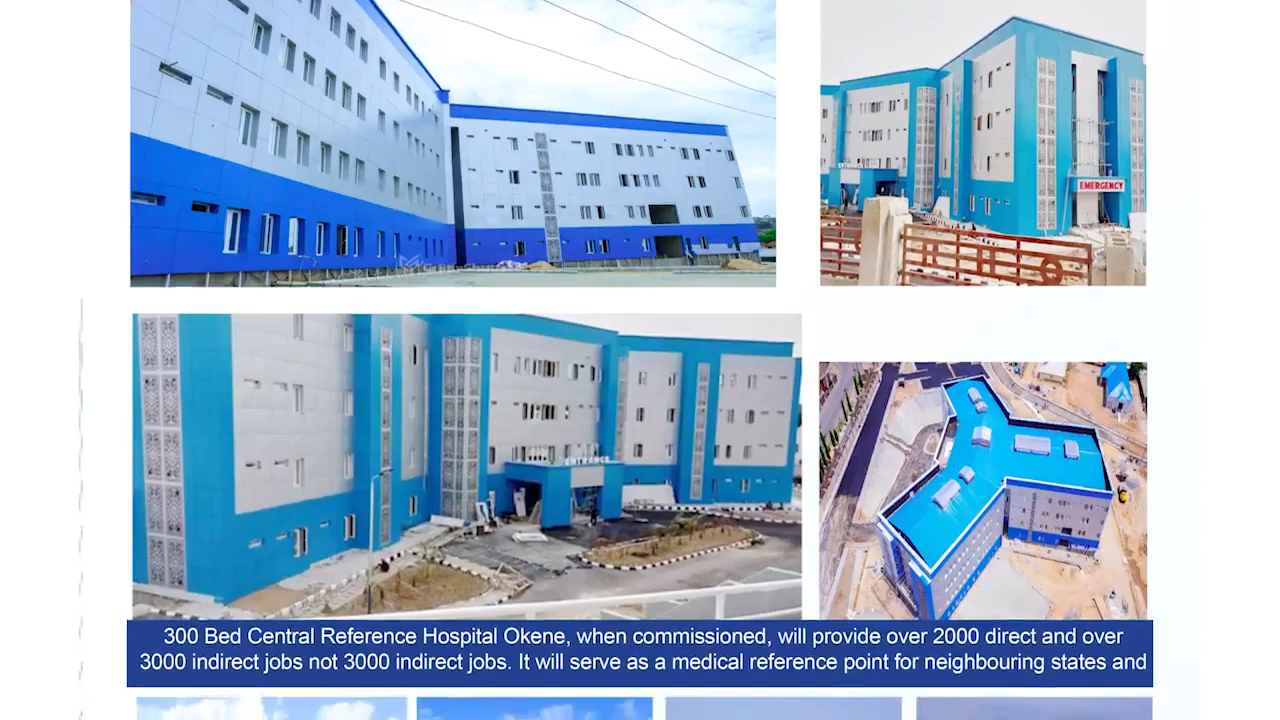 EMERGENCY
ENTRANCE
300 Bed Central Reference Hospital Okene, when commissioned, will provide over 2000 direct and over
3000 indirect jobs not 3000 indirect jobs. It will serve as a medical reference point for neighbouring states and